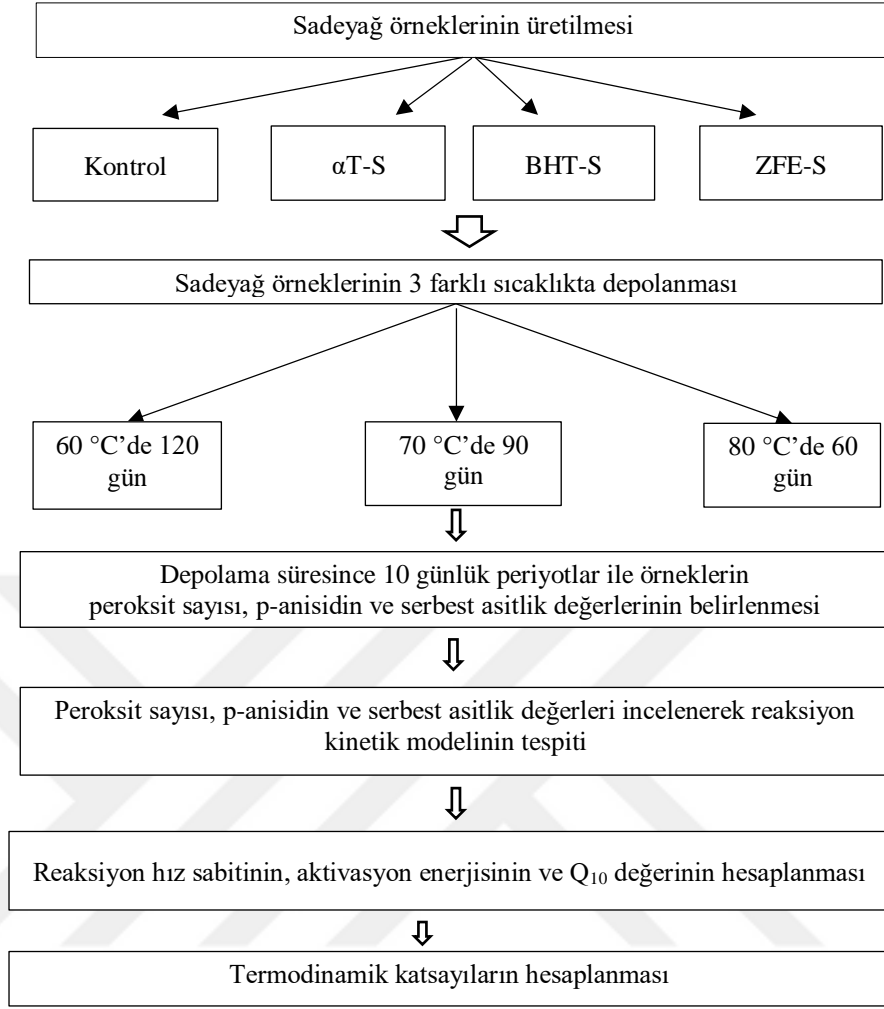 Sadeyağ örneklerinin üretilmesi
Kontrol
αT-S
BHT-S
ZFE-S
Sadeyağ örneklerinin 3 farklı sıcaklıkta depolanması
60 °C’de 120
gün
70 °C’de 90
gün
80 °C’de 60
gün
Depolama süresince 10 günlük periyotlar ile örneklerin
peroksit sayısı, p-anisidin ve serbest asitlik değerlerinin belirlenmesi
Peroksit sayısı, p-anisidin ve serbest asitlik değerleri incelenerek reaksiyon
kinetik modelinin tespiti
Reaksiyon hız sabitinin, aktivasyon enerjisinin ve Q₁₀ değerinin hesaplanması
Termodinamik katsayıların hesaplanması